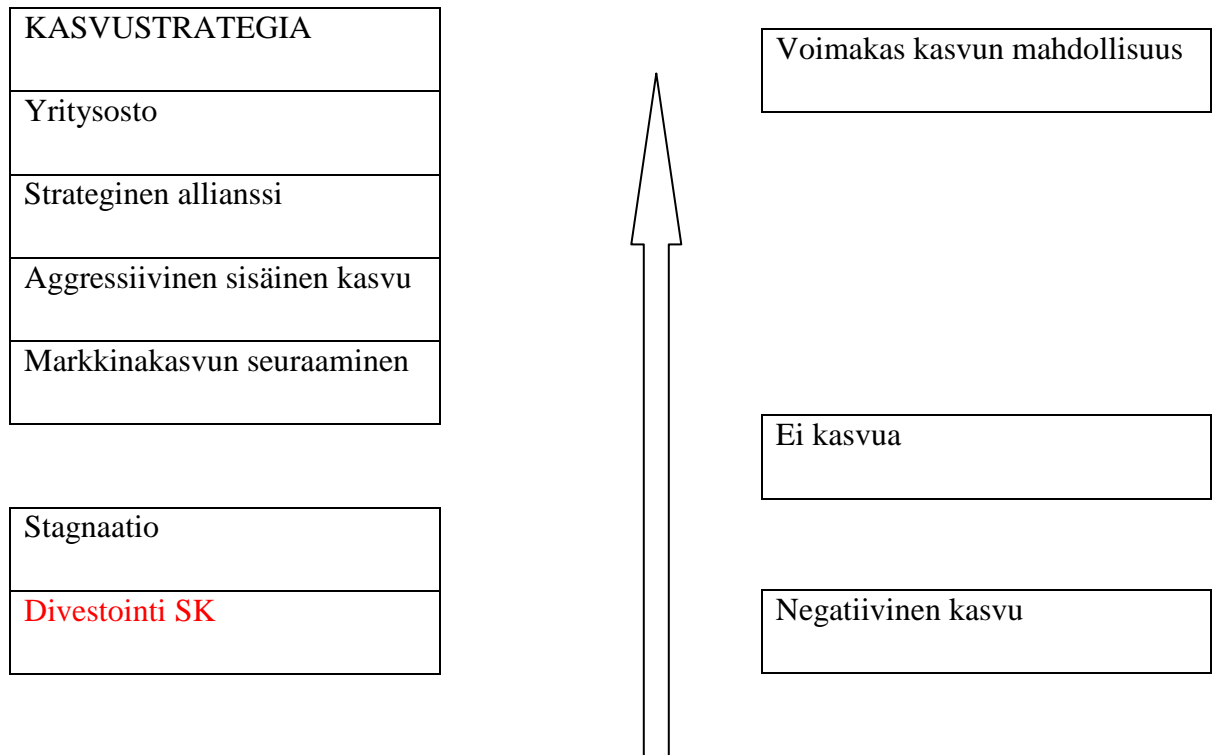 KASVUSTRATEGIA
Yritysosto
Strateginen allianssi
Aggressiivinen sisäinen kasvu
Markkinakasvun seuraaminen
Stagnaatio
Divestointi SK
Voimakas kasvun mahdollisuus
Ei kasvua
Negatiivinen kasvu